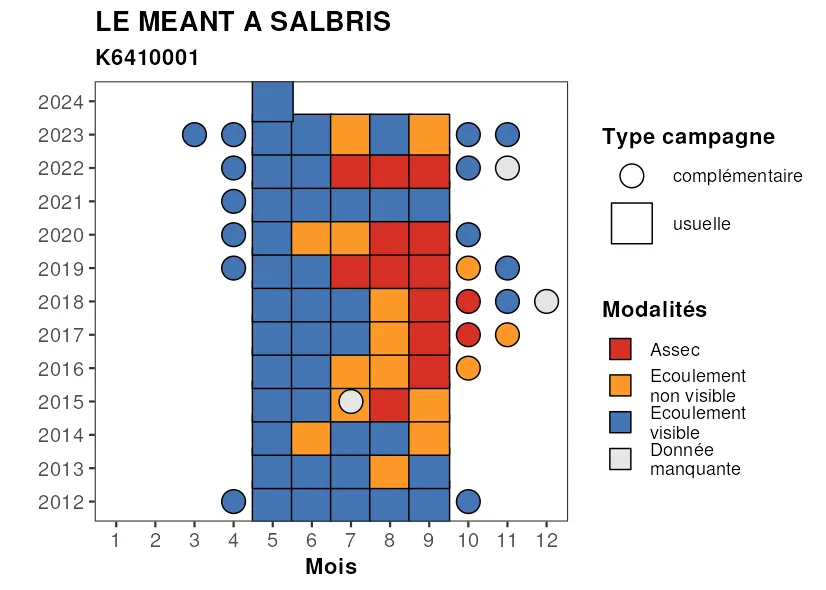 LE MEANT A SALBRIS
K6410001
2024
2023
2022
2021
2020
2019
2018
2017
2016
2015
2014
2013
2012
1 2 3 4 5 6 7 8 9 10 11 12
Mois
Type campagne
complémentaire
usuelle
Modalités
Assec
Ecoulement
non visible
Ecoulement
visible
Donnée
manquante